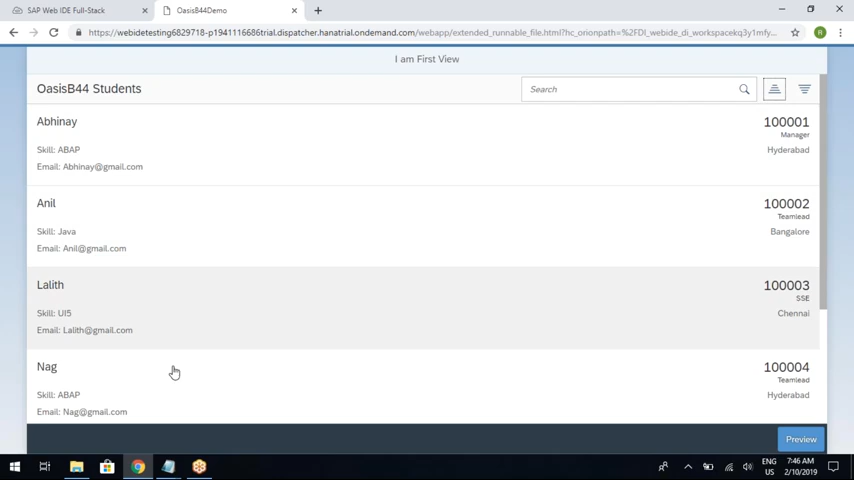 SAP Web IDE Full-Stack
OasisB44Demo
https://webidetesting6829718-p1941116686trial.dispatcher.hanatrial.ondemand.com/webapp/extended_runnable_file.html?hc_orionpath=%2FDI_webide_di_workspacekq3y1mfy...
R
I am First View
OasisB44 Students
Search
Abhinay
100001
Manager
Skill: ABAP
Hyderabad
Email: Abhinay@gmail.com
Anil
100002
Teamlead
Skill: Java
Bangalore
Email: Anil@gmail.com
Lalith
100003
SSE
Skill: UI5
Chennai
Email: Lalith@gmail.com
Nag
100004
Teamlead
Skill: ABAP
Hyderabad
Email: Nag@gmail.com
Preview
ENG
US
7:46 AM
2/10/2019